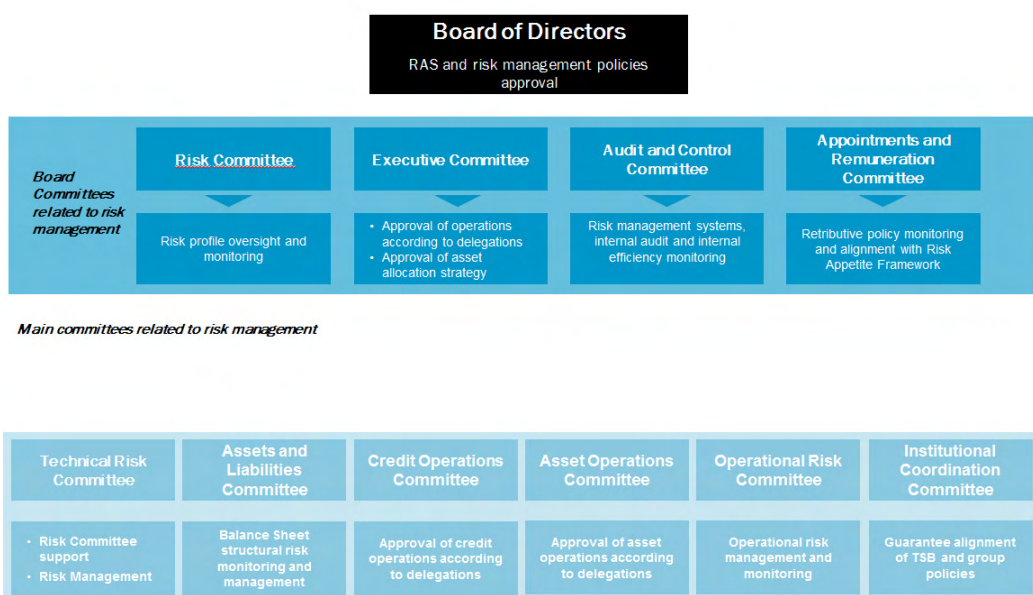 Board of Directors
RAS and risk management policies
approval
Board
Committees
related to risk
management
Risk Committee
Executive Committee
Audit and Control
Committee
Appointments and
Remuneration
Committee
Risk profile oversight and
monitoring
• Approval of operations
according to delegations
• Approval of asset
allocation strategy
Risk management systems,
internal audit and internal
efficiency monitoring
Retributive policy monitoring
and alignment with Risk
Appetite Framework
Main committees related to risk management
Technical Risk
Committee
Assets and
Liabilities
Committee
Credit Operations
Committee
Asset Operations
Committee
Operational Risk
Committee
Institutional
Coordination
Committee
• Risk Committee
support
• Risk Management
Balance Sheet
structural risk
monitoring and
management
Approval of credit
operations according
to delegations
Approval of asset
operations according
to delegations
Operational risk
management and
monitoring
Guarantee alignment
of TSB and group
policies